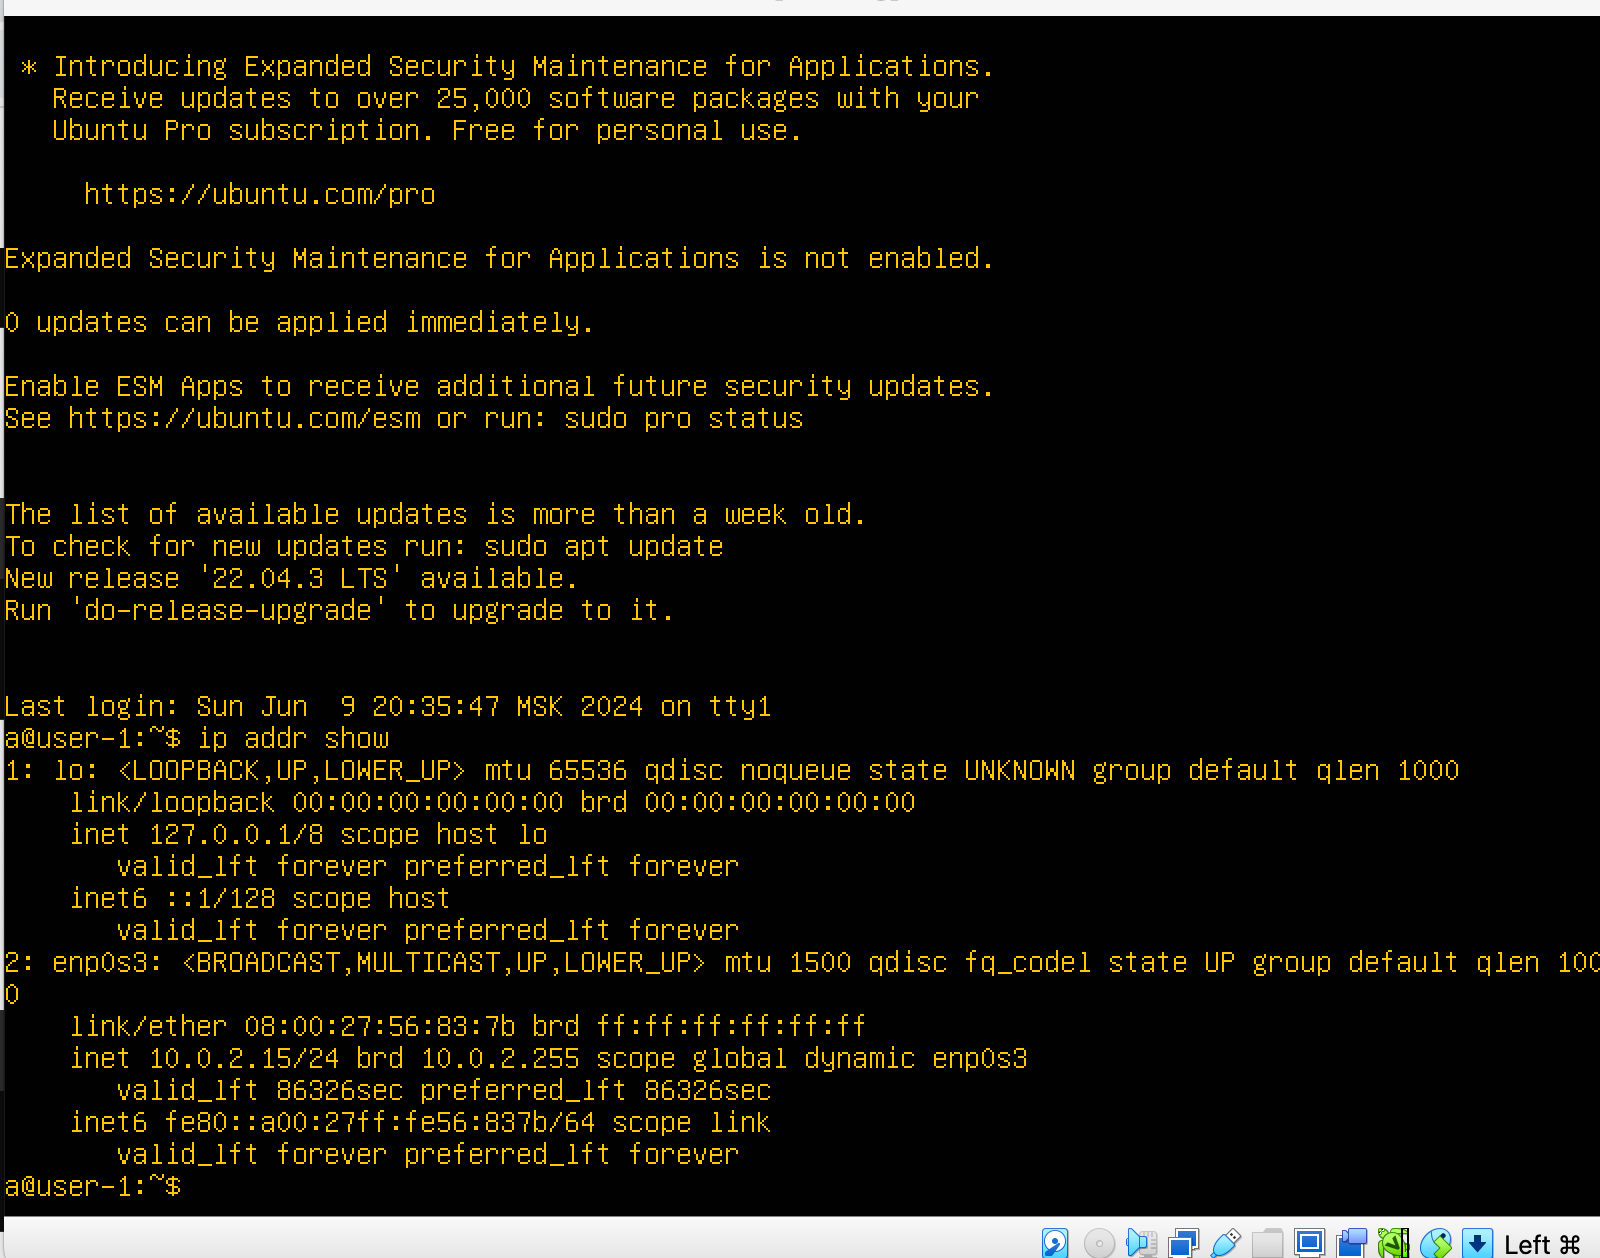 * Introducing Expanded Security Maintenance for Applications.
Receive updates to over 25,000 software packages with your
Ubuntu Pro subscription. Free for personal use.
https://ubuntu.com/pro
Expanded Security Maintenance for Applications is not enabled.
0 updates can be applied immediately.
Enable ESM Apps to receive additional future security updates.
See https://ubuntu.com/esm or run: sudo pro status
The list of available updates is more than a week old.
To check for new updates run: sudo apt update
New release '22.04.3 LTS' available.
Run 'do-release-upgrade' to upgrade to it.
Last login: Sun Jun  9 20:35:47 MSK 2024 on tty1
a@user-1:~$ ip addr show
1: lo: <LOOPBACK,UP,LOWER_UP> mtu 65536 qdisc noqueue state UNKNOWN group default qlen 1000
link/loopback 00:00:00:00:00:00 brd 00:00:00:00:00:00
inet 127.0.0.1/8 scope host lo
valid_lft forever preferred_lft forever
inet6 ::1/128 scope host
valid_lft forever preferred_lft forever
2: enp0s3: <BROADCAST,MULTICAST,UP,LOWER_UP> mtu 1500 qdisc fq_codel state UP group default qlen 100
0
link/ether 08:00:27:56:83:7b brd ff:ff:ff:ff:ff:ff
inet 10.0.2.15/24 brd 10.0.2.255 scope global dynamic enp0s3
valid_lft 86326sec preferred_lft 86326sec
inet6 fe80::a00:27ff:fe56:837b/64 scope link
valid_lft forever preferred_lft forever
a@user-1:~$
Left ⌘